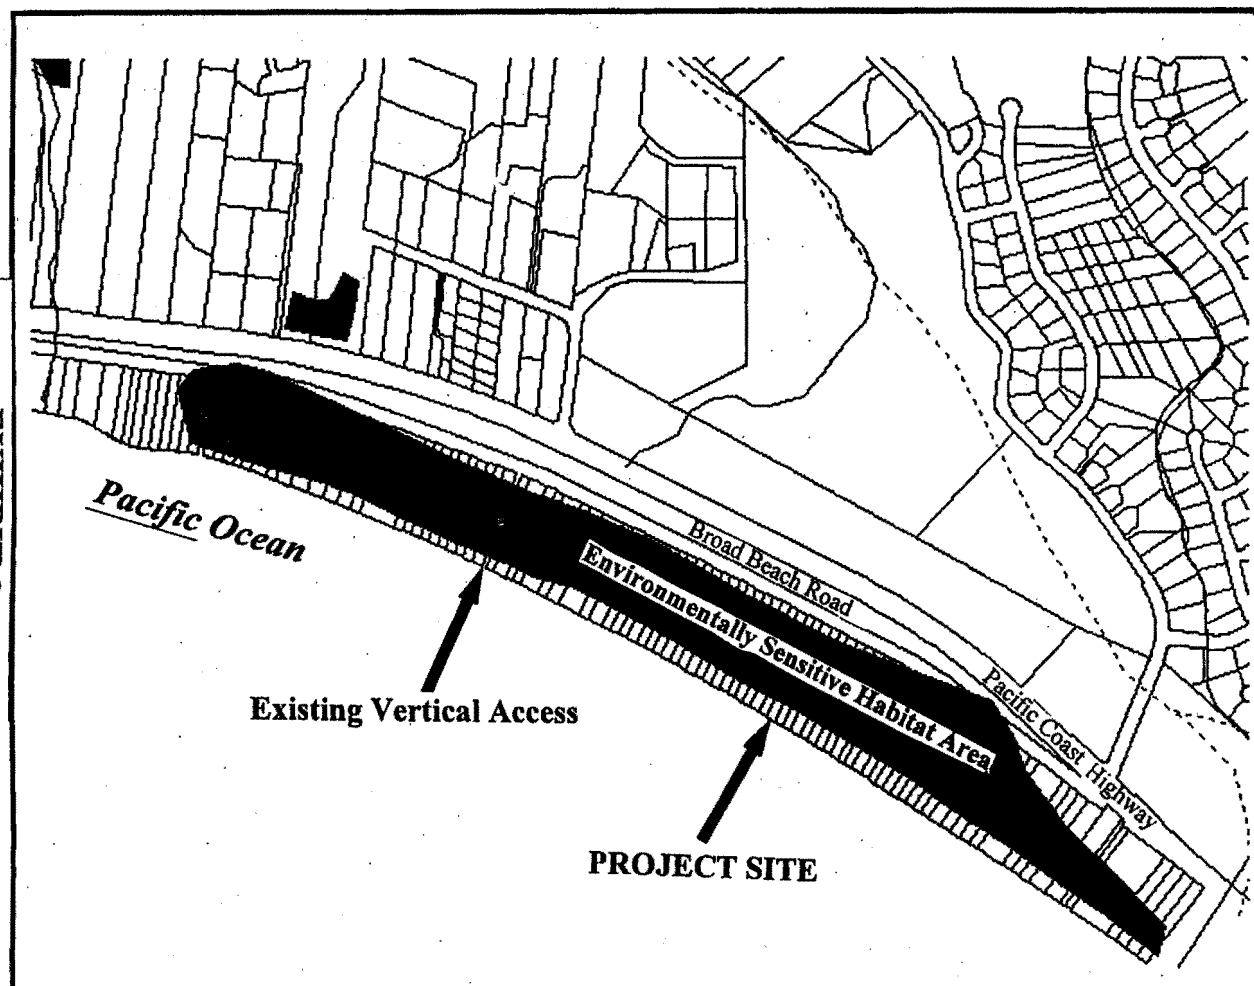 Pacific Ocean
Broad Beach Road
Environmentally Sensitive Habitat Area
Pacific Coast Highway
Existing Vertical Access
PROJECT SITE